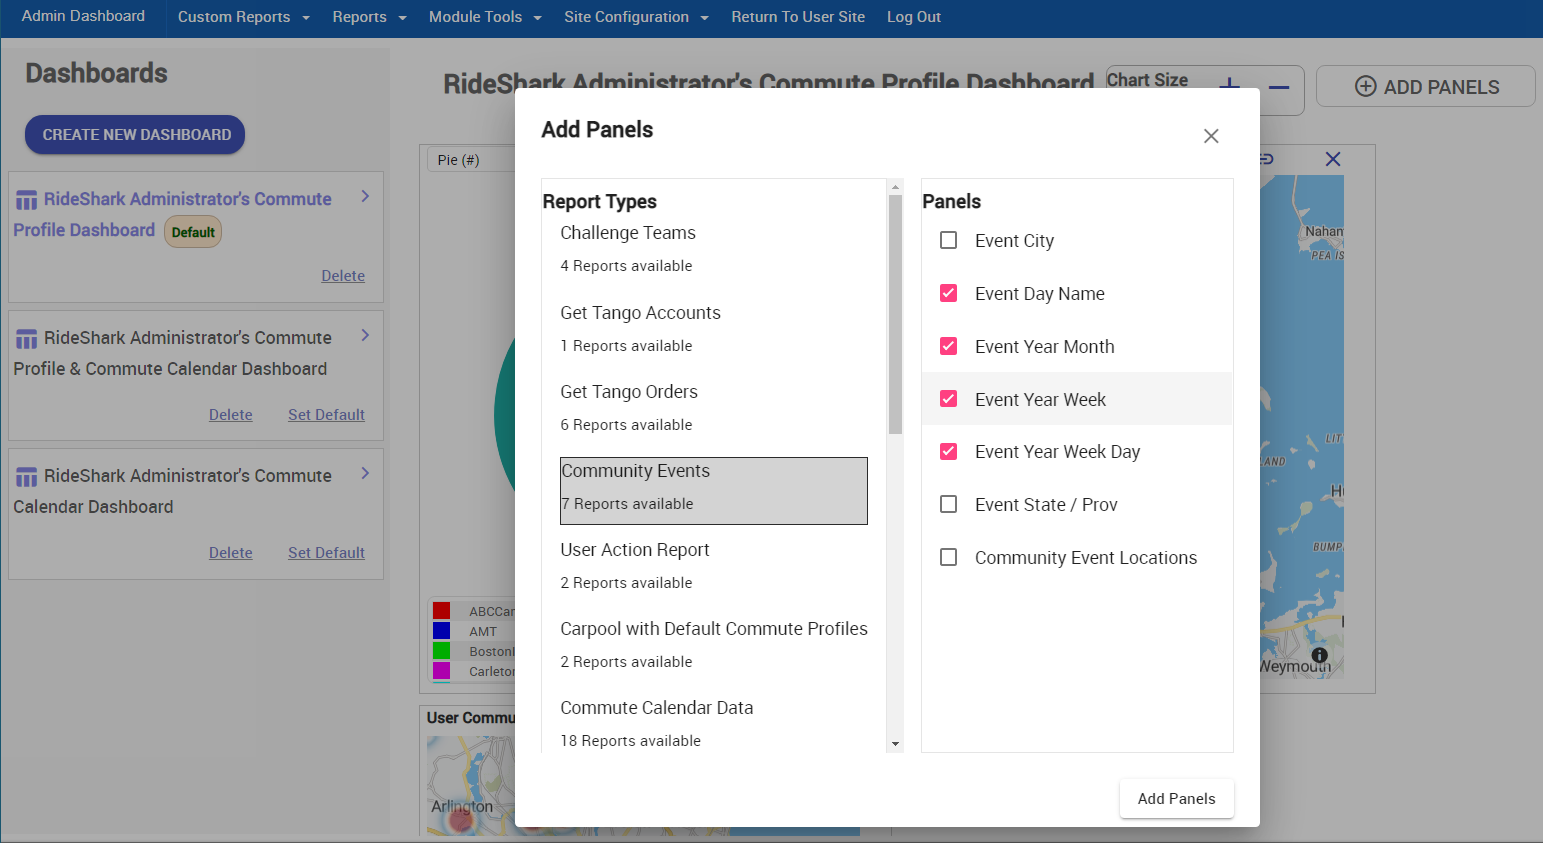 Admin Dashboard
Custom Reports
Reports
Module Tools
Site Configuration
Return To User Site
Log Out
Dashboards
CREATE NEW DASHBOARD
RideShark Administrator's Commute
Profile Dashboard
Default
Delete
RideShark Administrator's Commute
Profile & Commute Calendar Dashboard
Delete
Set Default
RideShark Administrator's Commute
Calendar Dashboard
Delete
Set Default
RideShark Administrator's Commute Profile Dashboard
Chart Size
ADD PANELS
Pie (#)
ABCCar
AMT
Boston
Carleton
User Commu
Arlington
Add Panels
Report Types
Challenge Teams
4 Reports available
Get Tango Accounts
1 Reports available
Get Tango Orders
6 Reports available
Community Events
7 Reports available
User Action Report
2 Reports available
Carpool with Default Commute Profiles
2 Reports available
Commute Calendar Data
18 Reports available
Panels
Event City
Event Day Name
Event Year Month
Event Year Week
Event Year Week Day
Event State / Prov
Community Event Locations
Add Panels
Naham
PEA IS
LIT
LAND
BUMP
Weymouth